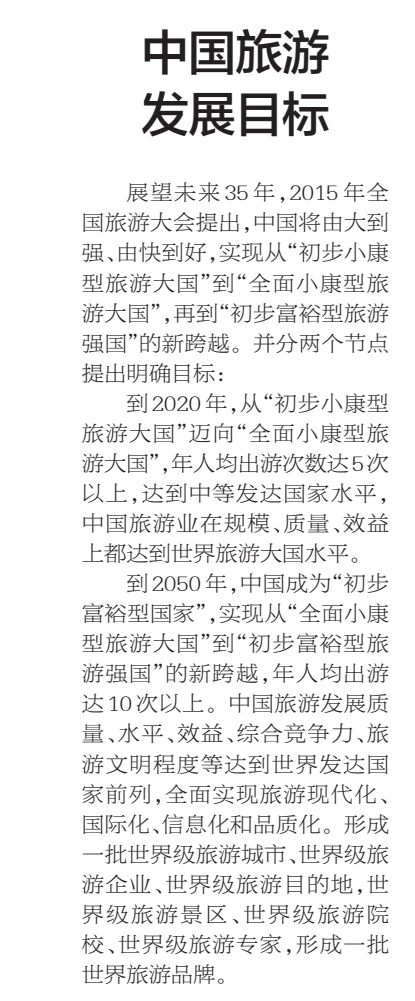 中国旅游
发展目标
展望未来35年,2015年全
国旅游大会提出,中国将由大到
强、由快到好,实现从“初步小康
型旅游大国”到“全面小康型旅
游大国”,再到“初步富裕型旅游
强国”的新跨越。并分两个节点
提出明确目标:
到2020年,从“初步小康型
旅游大国”迈向“全面小康型旅
游大国”,年人均出游次数达5次
以上,达到中等发达国家水平,
中国旅游业在规模、质量、效益
上都达到世界旅游大国水平。
到2050年,中国成为“初步
富裕型国家”,实现从“全面小康
型旅游大国”到“初步富裕型旅
游强国”的新跨越,年人均出游
达10次以上。中国旅游发展质
量、水平、效益、综合竞争力、旅
游文明程度等达到世界发达国
家前列,全面实现旅游现代化、
国际化、信息化和品质化。形成
一批世界级旅游城市、世界级旅
游企业、世界级旅游目的地,世
界级旅游景区、世界级旅游院
校、世界级旅游专家,形成一批
世界旅游品牌。